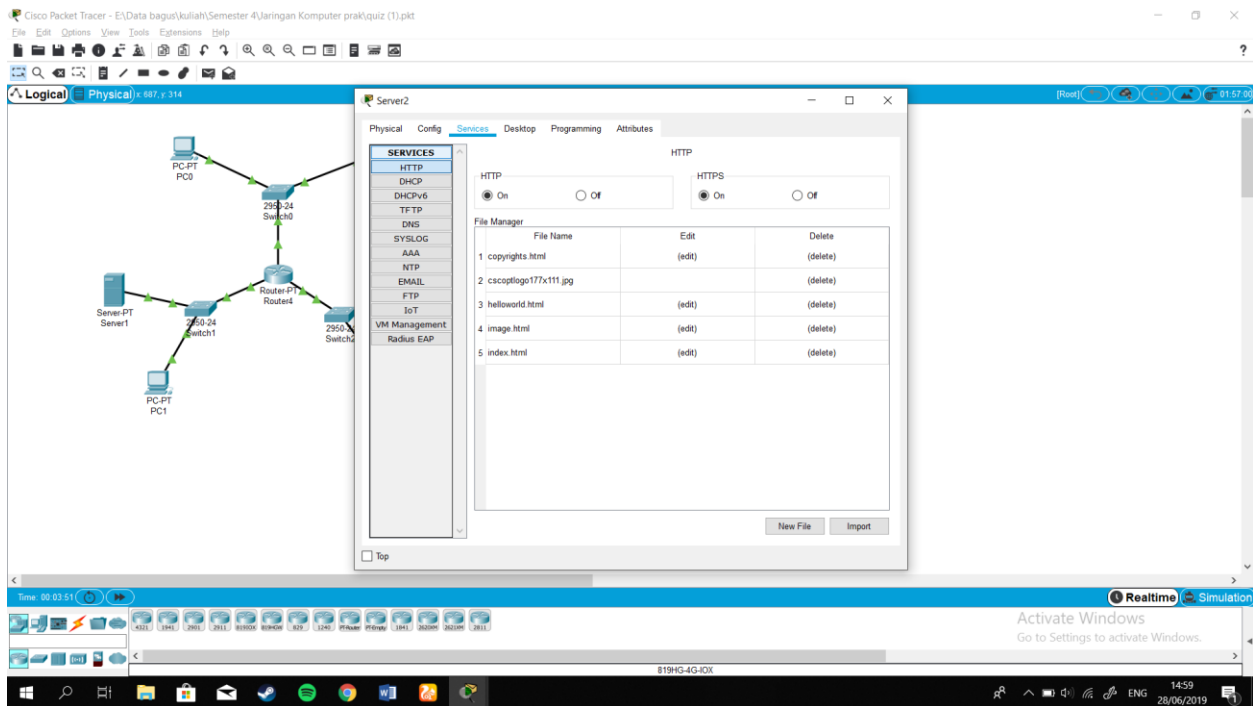 Cisco Packet Tracer - E:\Data bagus\kuliah\Semester 4\Jaringan Komputer prak\quiz (1).pkt
File Edit Options View Tools Extensions Help
?
Logical Physical x: 687, y: 314 [Root] 01:57:00
Server2
Physical Config Services Desktop Programming Attributes
SERVICES
HTTP
DHCP
DHCPv6
TFTP
DNS
SYSLOG
AAA
NTP
EMAIL
FTP
IoT
VM Management
Radius EAP
HTTP
HTTP
On Off
HTTPS
On Off
File Manager
File Name Edit Delete
1 copyrights.html (edit) (delete)
2 cscoptlogo177x111.jpg (delete)
3 helloworld.html (edit) (delete)
4 image.html (edit) (delete)
5 index.html (edit) (delete)
New File Import
Top
PC-PT
PC0
2950-24
Switch0
Router-PT
Router4
Server-PT
Server1
2950-24
Switch1
2950-2
Switch2
PC-PT
PC1
Time: 00:03:51 Realtime Simulation
4321 1941 2901 2911 819IOX 819HGW 829 1240 PT-Router PT-Empty 1841 2620XM 2621XM 2811
819HG-4G-IOX
Activate Windows
Go to Settings to activate Windows.
ENG
14:59
28/06/2019
1